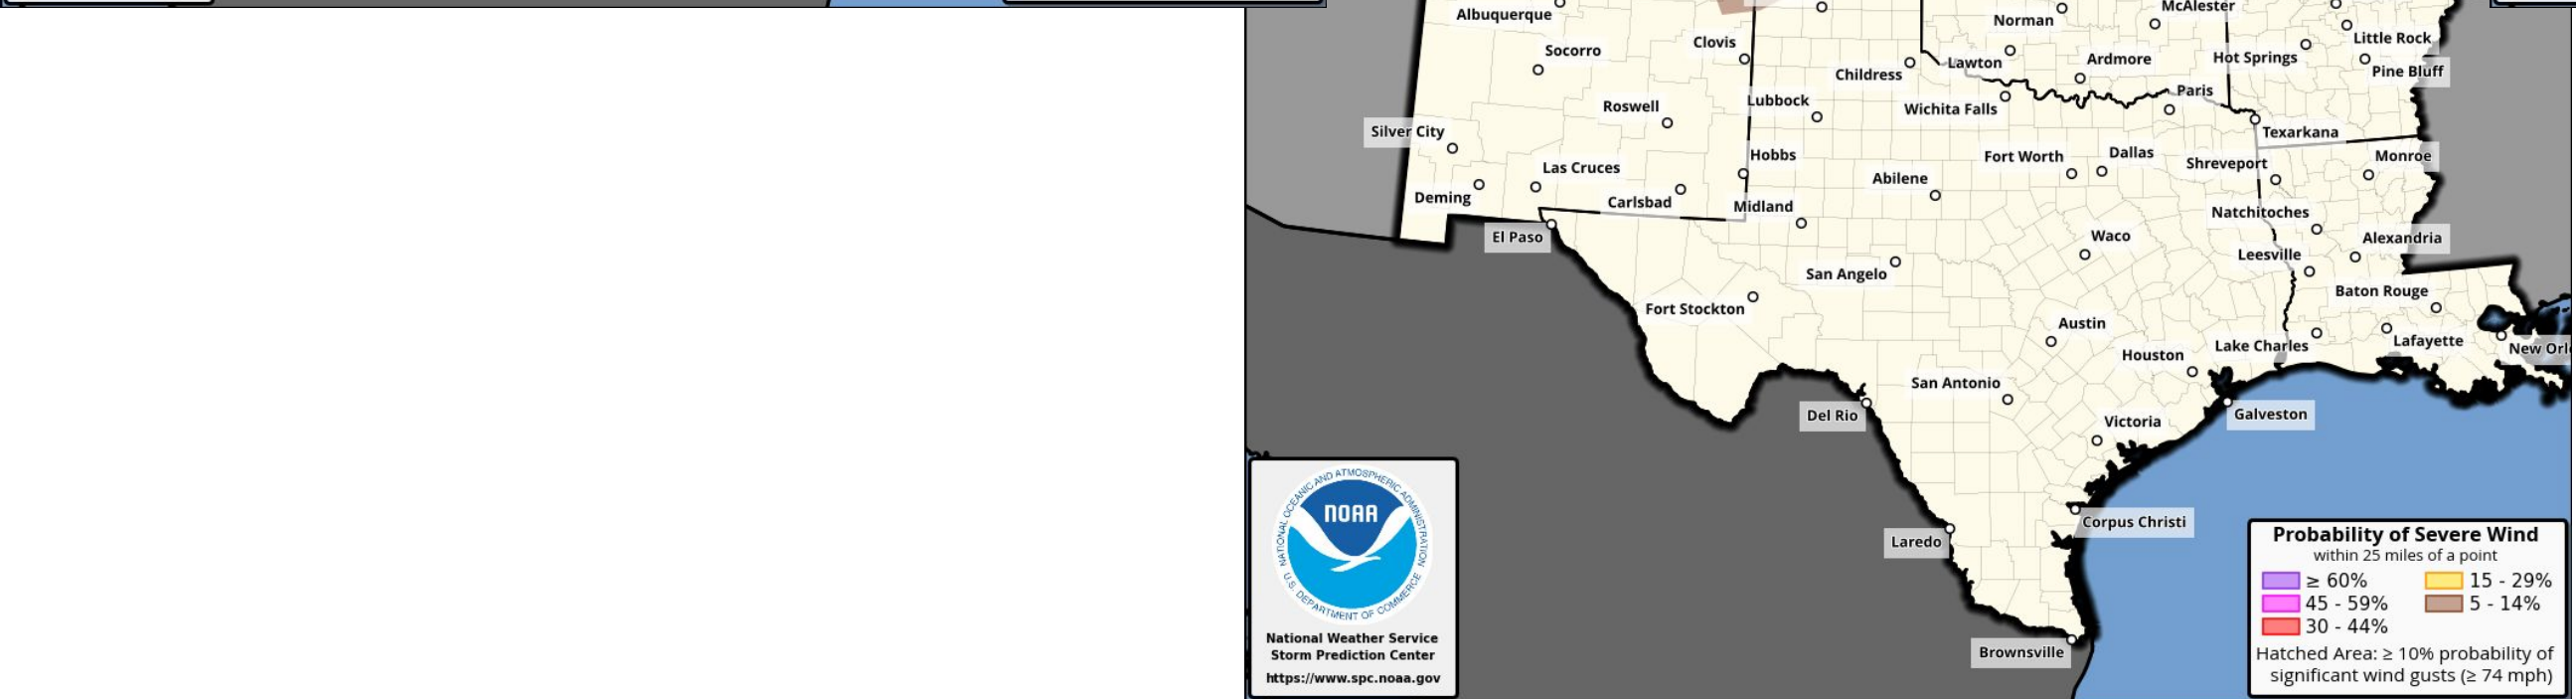 Albuquerque
Norman
McAlester
Socorro
Clovis
Little Rock
Lawton
Ardmore
Hot Springs
Childress
Pine Bluff
Roswell
Lubbock
Wichita Falls
Paris
Silver City
Texarkana
Las Cruces
Hobbs
Fort Worth
Dallas
Shreveport
Monroe
Abilene
Deming
Carlsbad
Midland
Natchitoches
El Paso
Waco
Alexandria
Leesville
San Angelo
Baton Rouge
Fort Stockton
Austin
Lake Charles
Lafayette
New Orl
Houston
San Antonio
Del Rio
Galveston
Victoria
Corpus Christi
Laredo
Brownsville
NATIONAL OCEANIC AND ATMOSPHERIC ADMINISTRATION
NOAA
U.S. DEPARTMENT OF COMMERCE
National Weather Service
Storm Prediction Center
https://www.spc.noaa.gov
Probability of Severe Wind
within 25 miles of a point
≥ 60% 15 - 29%
45 - 59% 5 - 14%
30 - 44%
Hatched Area: ≥ 10% probability of
significant wind gusts (≥ 74 mph)